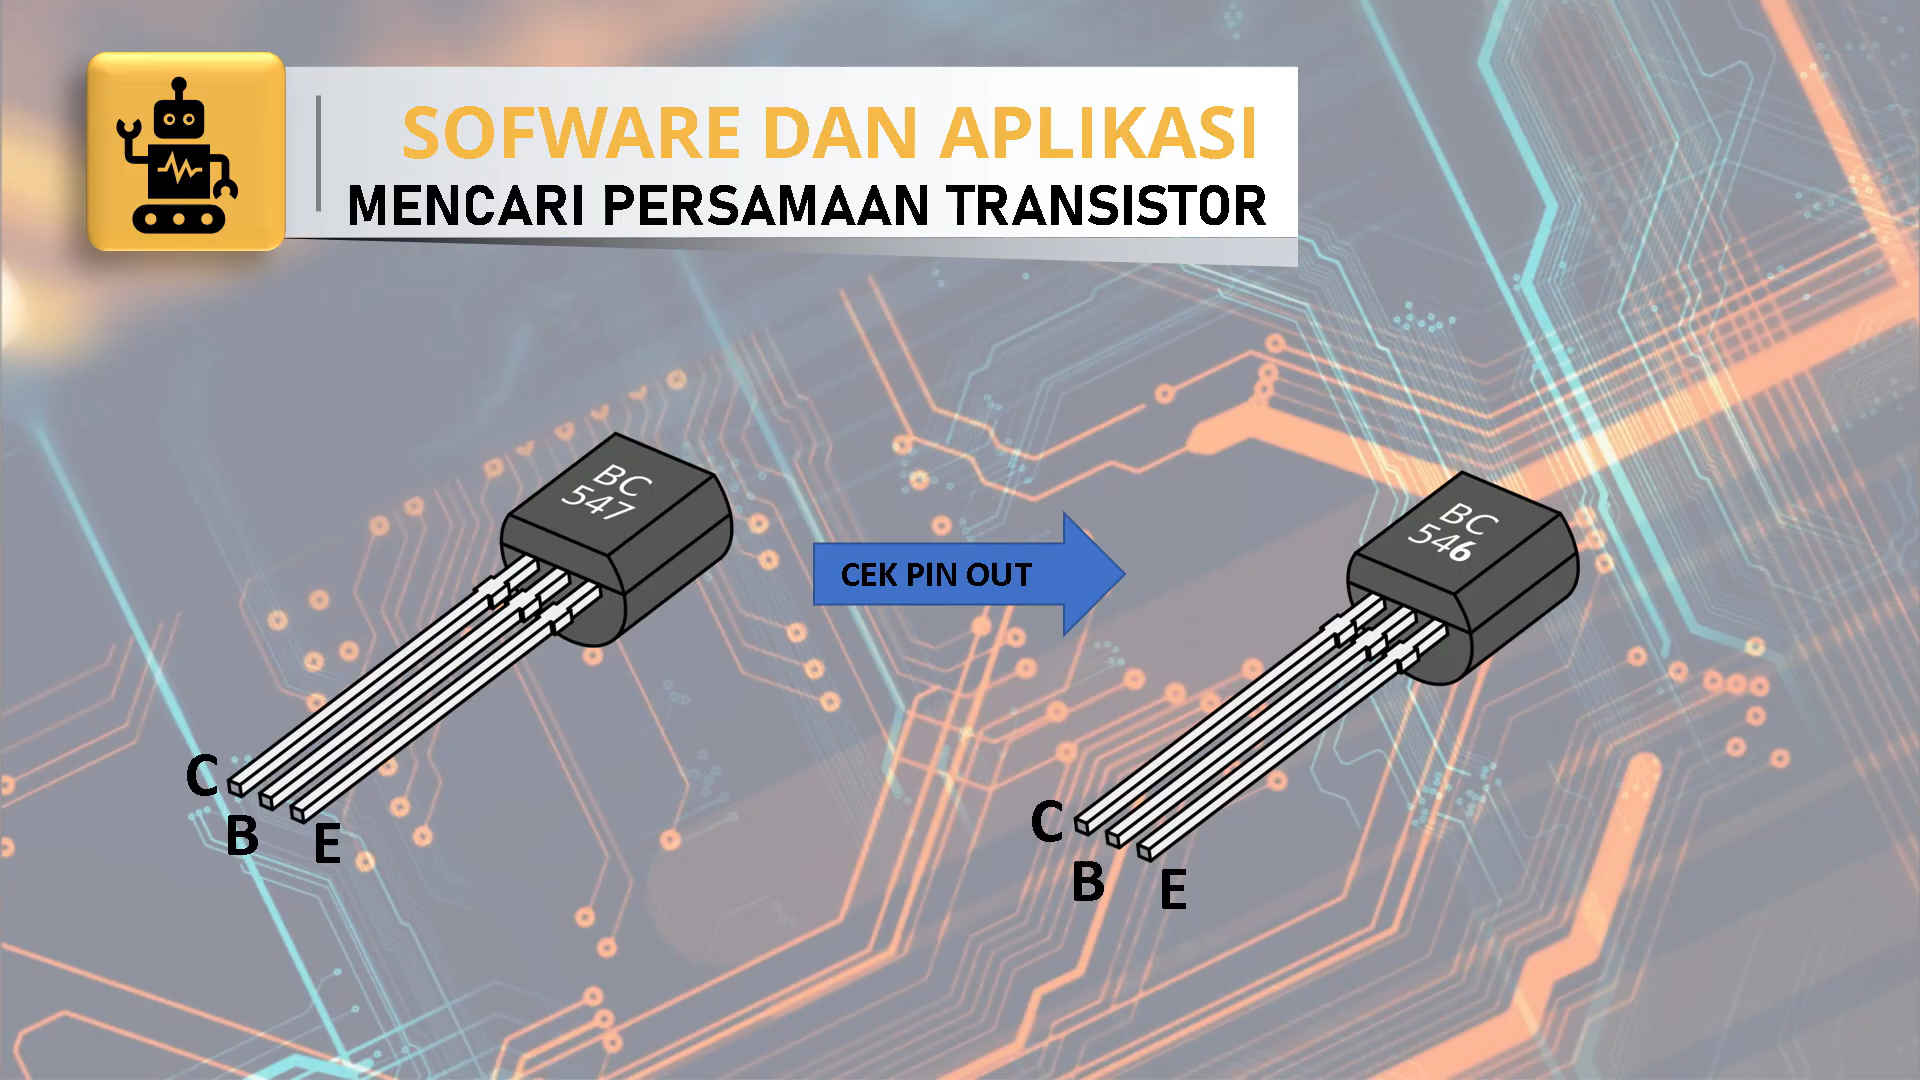 SOFWARE DAN APLIKASI
MENCARI PERSAMAAN TRANSISTOR
BC
547
CEK PIN OUT
BC
546
C
B
E
C
B
E